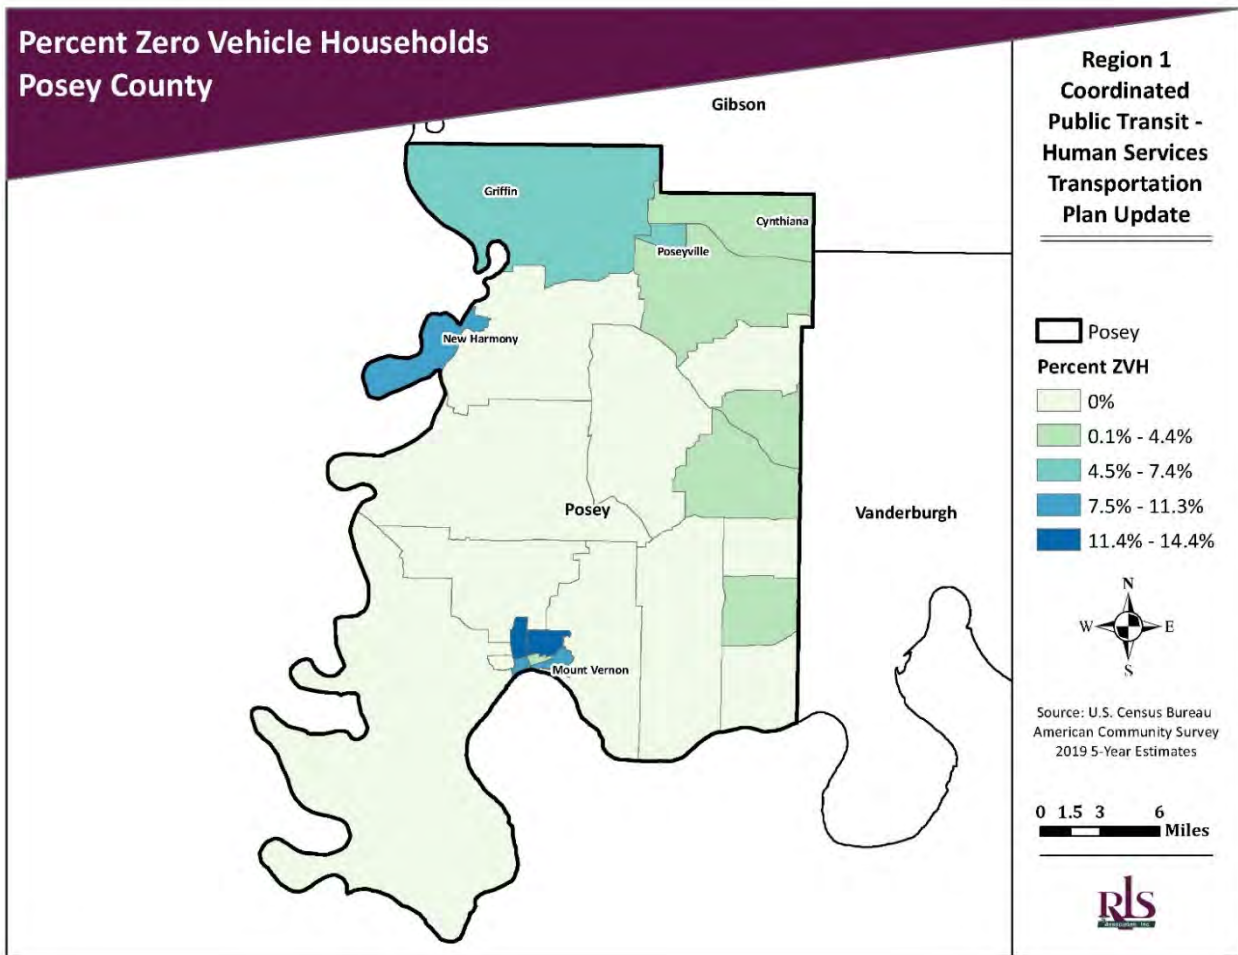 Percent Zero Vehicle Households
Posey County
Gibson
Griffin
Cynthiana
Poseyville
New Harmony
Posey
Vanderburgh
Mount Vernon
Region 1
Coordinated
Public Transit -
Human Services
Transportation
Plan Update
Posey
Percent ZVH
0%
0.1% - 4.4%
4.5% - 7.4%
7.5% - 11.3%
11.4% - 14.4%
N
W E
S
Source: U.S. Census Bureau
American Community Survey
2019 5-Year Estimates
0 1.5 3 6
Miles
RLS
& Associates, Inc.